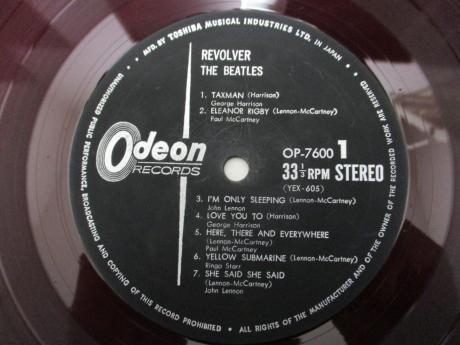 MFG. BY TOSHIBA MUSICAL INDUSTRIES LTD. IN JAPAN
REVOLVER
THE BEATLES
1. TAXMAN (Harrison)
George Harrison
2. ELEANOR RIGBY (Lennon-McCartney)
Paul McCartney
Odeon
RECORDS
OP-7600 1
33 1/3 RPM STEREO
(YEX-605)
3. I'M ONLY SLEEPING (Lennon-McCartney)
John Lennon
4. LOVE YOU TO (Harrison)
George Harrison
5. HERE, THERE AND EVERYWHERE
(Lennon-McCartney)
Paul McCartney
6. YELLOW SUBMARINE (Lennon-McCartney)
Ringo Starr
7. SHE SAID SHE SAID
(Lennon-McCartney)
John Lennon
UNAUTHORIZED PUBLIC PERFORMANCE, BROADCASTING AND COPYING OF THIS RECORD PROHIBITED • ALL RIGHTS OF THE MANUFACTURER AND OF THE OWNER OF THE RECORDED WORK ARE RESERVED